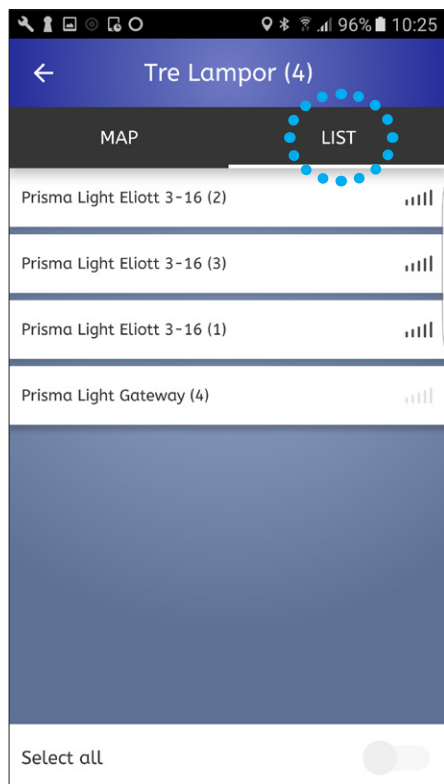 96% 10:25
Tre Lampor (4)
MAP LIST
Prisma Light Eliott 3-16 (2)
Prisma Light Eliott 3-16 (3)
Prisma Light Eliott 3-16 (1)
Prisma Light Gateway (4)
Select all